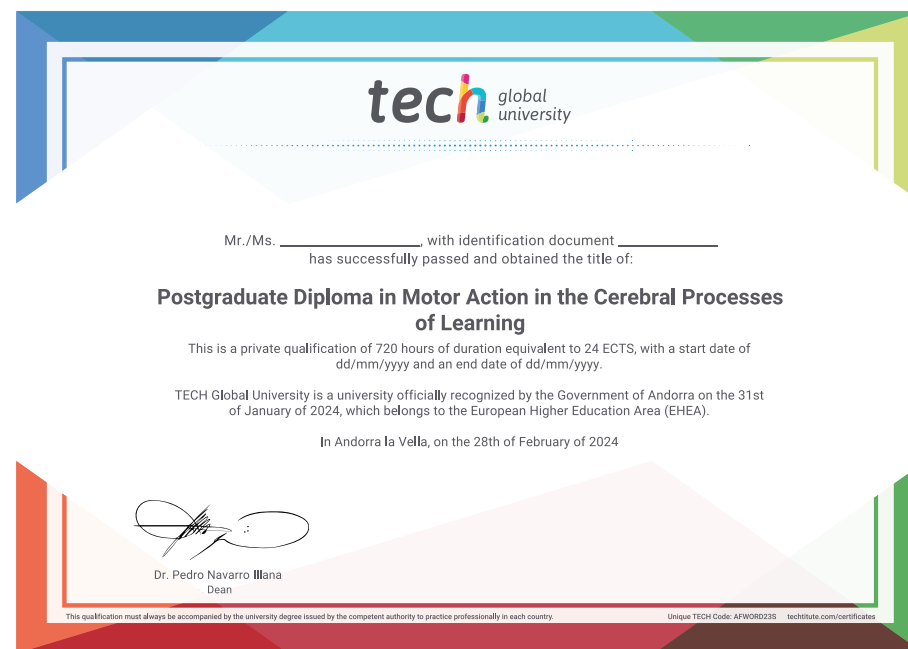 tech global university
Mr./Ms. ____________, with identification document ____________
has successfully passed and obtained the title of:
Postgraduate Diploma in Motor Action in the Cerebral Processes
of Learning
This is a private qualification of 720 hours of duration equivalent to 24 ECTS, with a start date of
dd/mm/yyyy and an end date of dd/mm/yyyy.
TECH Global University is a university officially recognized by the Government of Andorra on the 31st
of January of 2024, which belongs to the European Higher Education Area (EHEA).
In Andorra la Vella, on the 28th of February of 2024
Dr. Pedro Navarro Illana
Dean
This qualification must always be accompanied by the university degree issued by the competent authority to practice professionally in each country.
Unique TECH Code: AFWORD23S techtitute.com/certificates